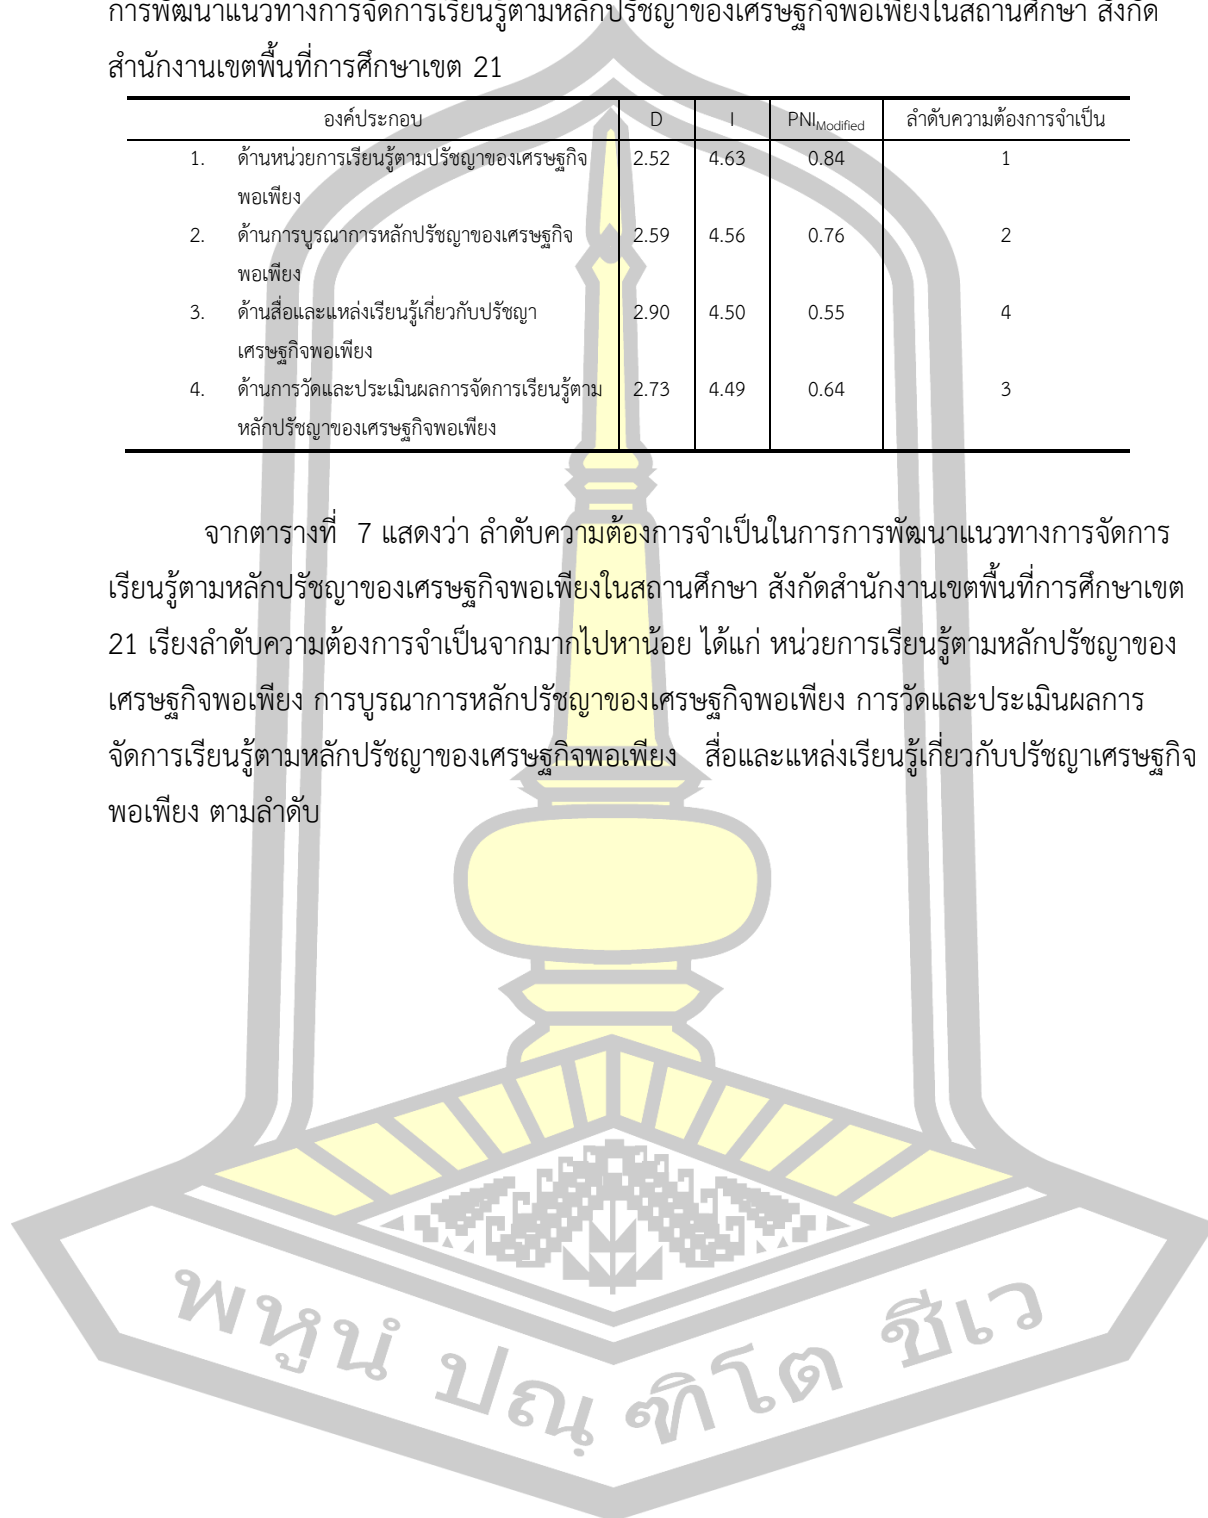 การพัฒนาแนวทางการจัดการเรียนรู้ตามหลักปรัชญาของเศรษฐกิจพอเพียงในสถานศึกษา สังกัด
สำนักงานเขตพื้นที่การศึกษาเขต 21
องค์ประกอบ D I PNI Modified ลำดับความต้องการจำเป็น
1. ด้านหน่วยการเรียนรู้ตามปรัชญาของเศรษฐกิจ 2.52 4.63 0.84 1
พอเพียง
2. ด้านการบูรณาการหลักปรัชญาของเศรษฐกิจ 2.59 4.56 0.76 2
พอเพียง
3. ด้านสื่อและแหล่งเรียนรู้เกี่ยวกับปรัชญา 2.90 4.50 0.55 4
เศรษฐกิจพอเพียง
4. ด้านการวัดและประเมินผลการจัดการเรียนรู้ตาม 2.73 4.49 0.64 3
หลักปรัชญาของเศรษฐกิจพอเพียง
จากตารางที่ 7 แสดงว่า ลำดับความต้องการจำเป็นในการการพัฒนาแนวทางการจัดการ
เรียนรู้ตามหลักปรัชญาของเศรษฐกิจพอเพียงในสถานศึกษา สังกัดสำนักงานเขตพื้นที่การศึกษาเขต
21 เรียงลำดับความต้องการจำเป็นจากมากไปหาน้อย ได้แก่ หน่วยการเรียนรู้ตามหลักปรัชญาของ
เศรษฐกิจพอเพียง การบูรณาการหลักปรัชญาของเศรษฐกิจพอเพียง การวัดและประเมินผลการ
จัดการเรียนรู้ตามหลักปรัชญาของเศรษฐกิจพอเพียง สื่อและแหล่งเรียนรู้เกี่ยวกับปรัชญาเศรษฐกิจ
พอเพียง ตามลำดับ
พหูนํ ปณฺฑิโต ชีเว